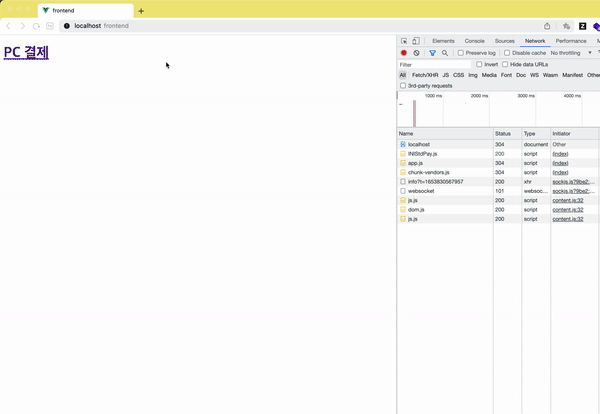 frontend
localhost frontend
PC 결제
Elements Console Sources Network Performance
Preserve log Disable cache No throttling
Filter Invert Hide data URLs
All Fetch/XHR JS CSS Img Media Font Doc WS Wasm Manifest Other
3rd-party requests
1000 ms 2000 ms 3000 ms 4000 ms
Name Status Type Initiator
localhost 304 document Other
INIStdPay.js 200 script (index)
app.js 304 script (index)
chunk-vendors.js 304 script (index)
info?t=1653830567957 200 xhr sockjs.js?9be2:...
websocket 101 websoc... sockjs.js?9be2:...
js.js 200 script content.js:32
dom.js 200 script content.js:32
js.js 200 script content.js:32